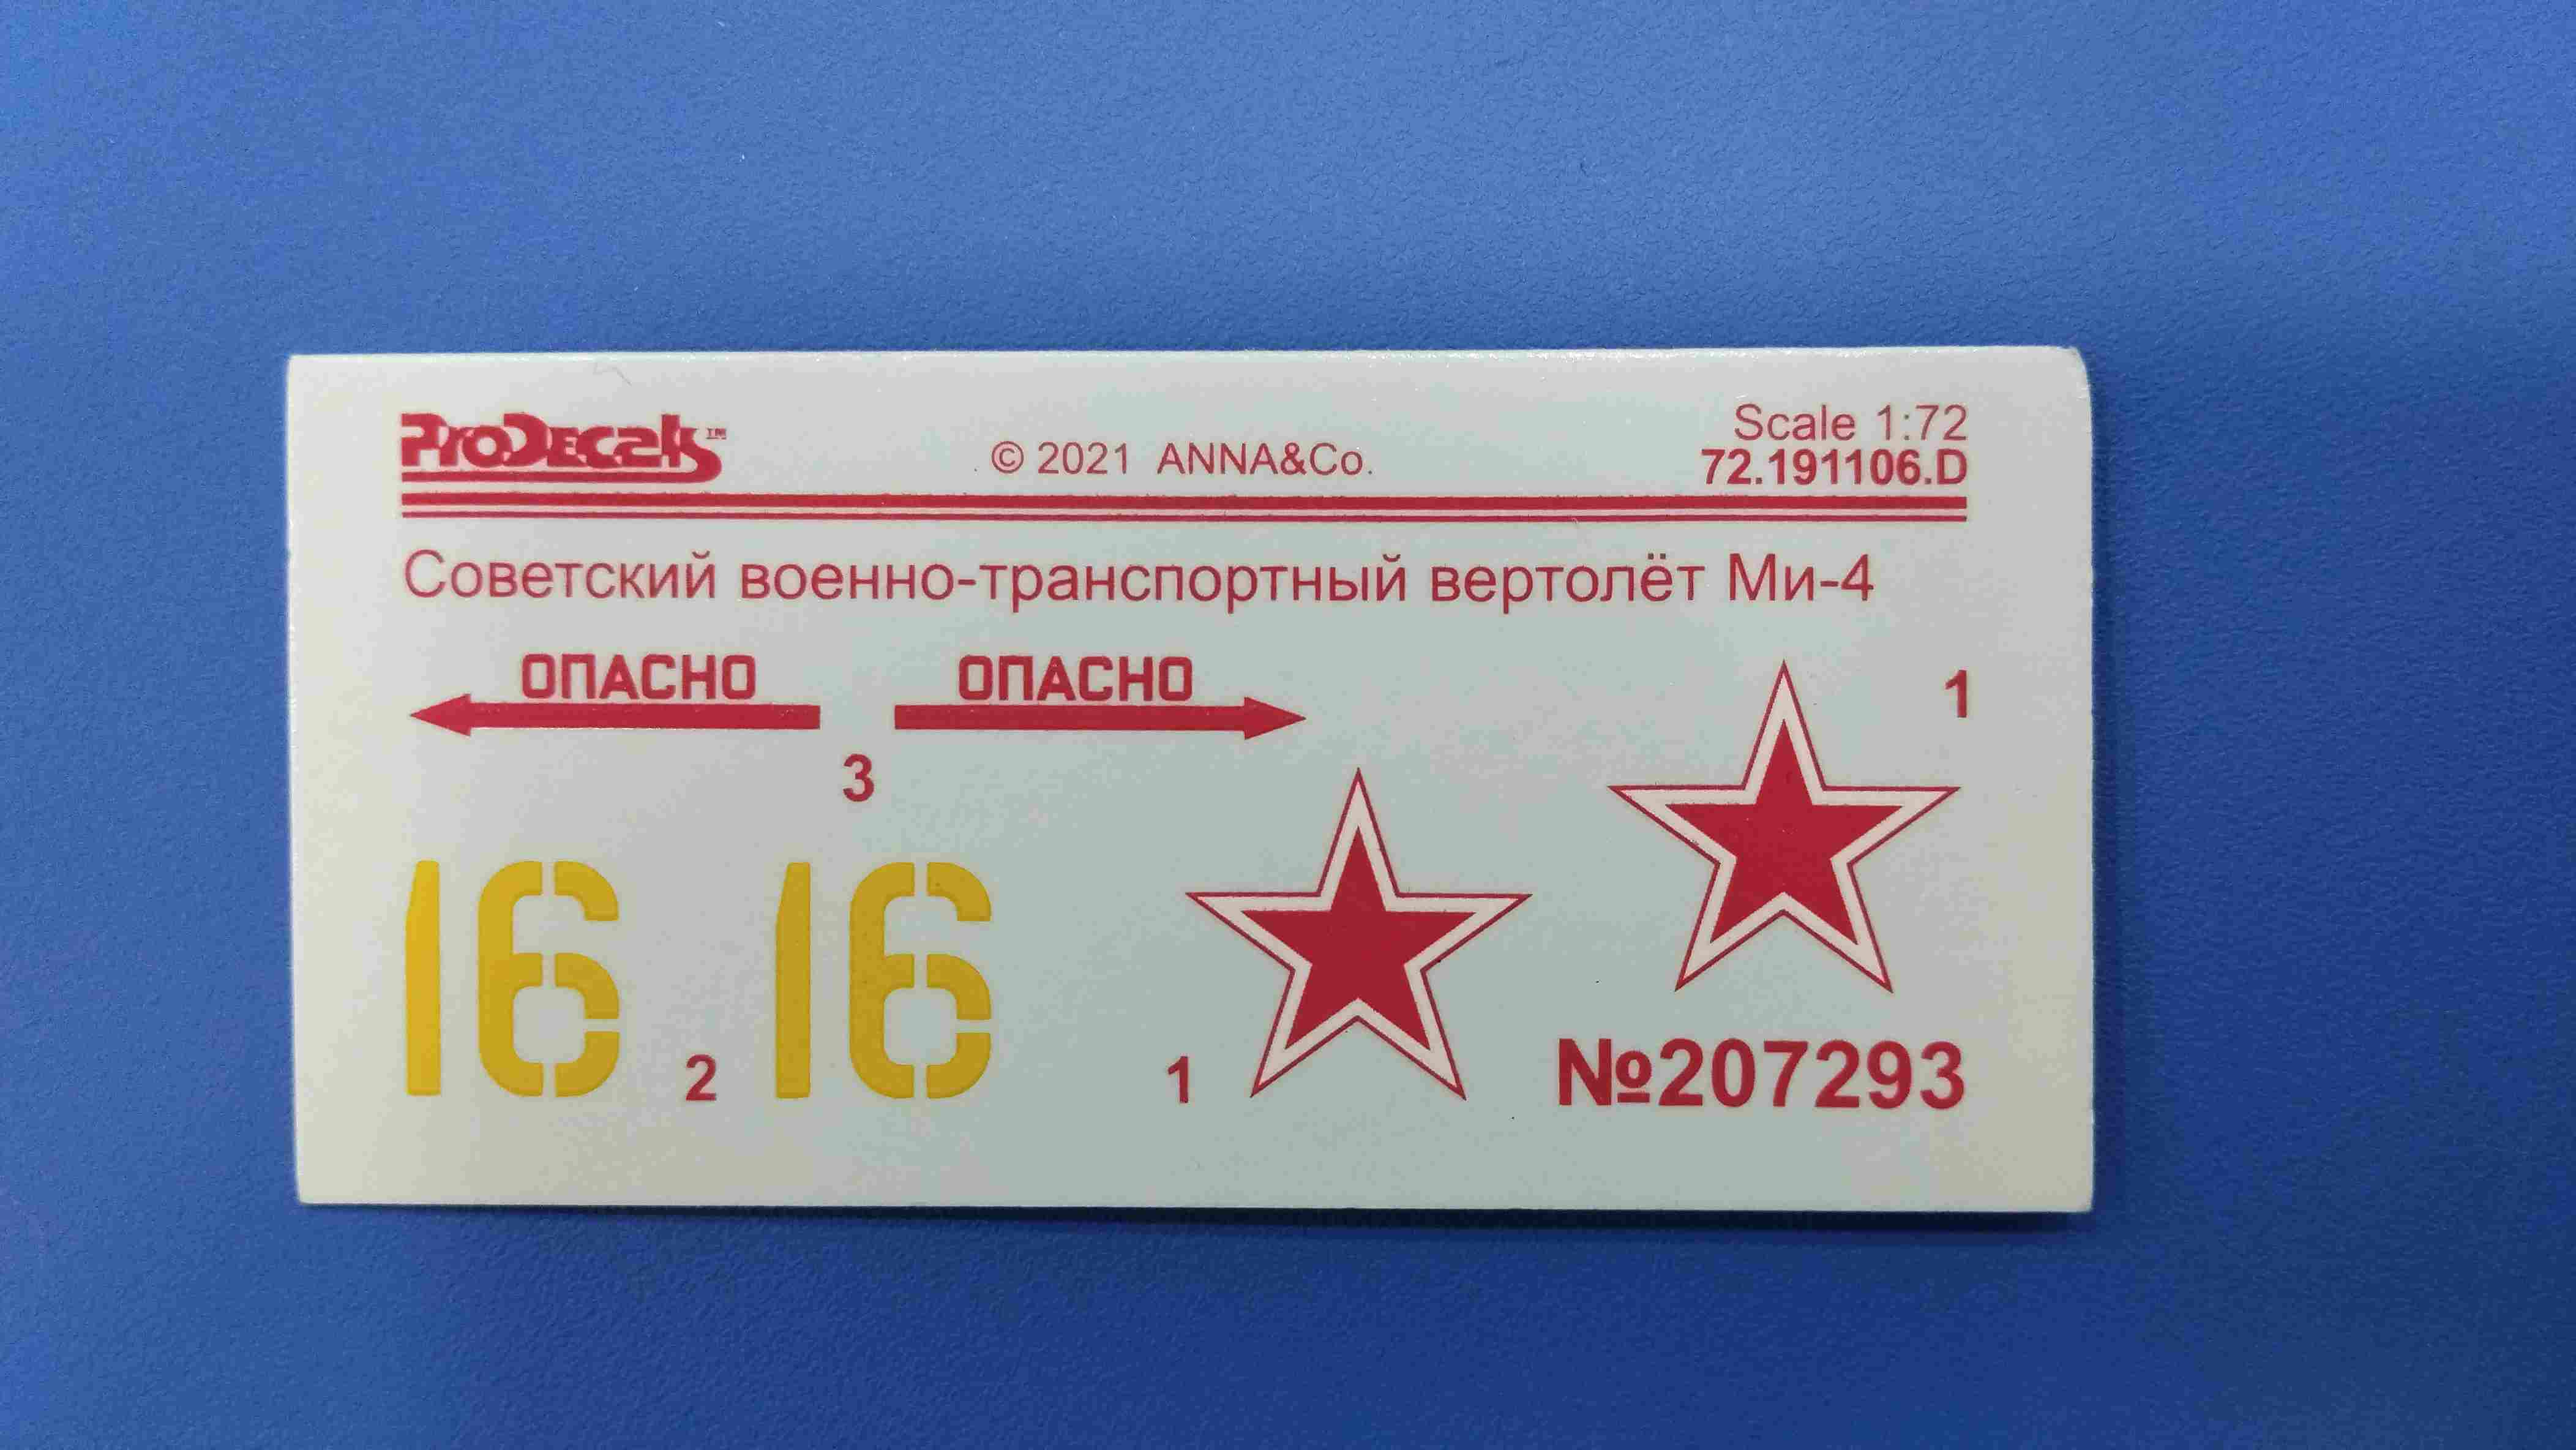 ProDecals™
© 2021 ANNA&Co.
Scale 1:72
72.191106.D
Советский военно-транспортный вертолёт Ми-4
ОПАСНО ОПАСНО
1
3
16 2 16 1
№207293